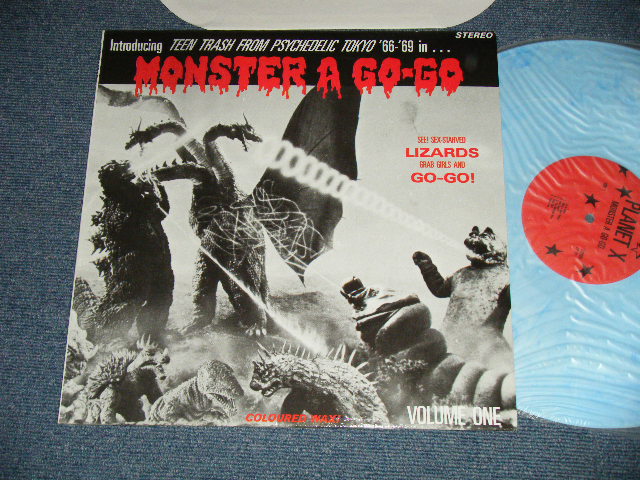 Introducing TEEN TRASH FROM PSYCHEDELIC TOKYO '66-'69 in ...
STEREO
MONSTER A GO-GO
SEE! SEX-STARVED
LIZARDS
GRAB GIRLS AND
GO-GO!
COLOURED WAX!
VOLUME ONE
PLANET X
MONSTER A GO GO